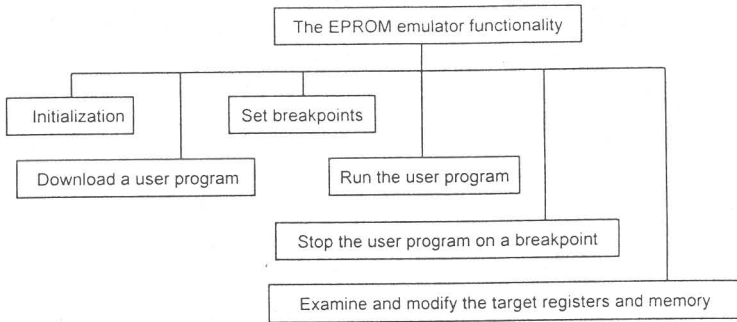 The EPROM emulator functionality
Initialization
Set breakpoints
Download a user program
Run the user program
Stop the user program on a breakpoint
Examine and modify the target registers and memory